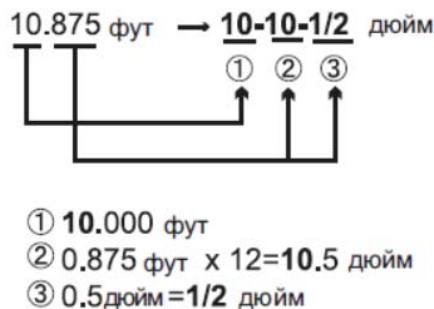 10.875 фут → 10-10-1/2 дюйм
① ② ③
① 10.000 фут
② 0.875 фут x 12=10.5 дюйм
③ 0.5дюйм=1/2 дюйм